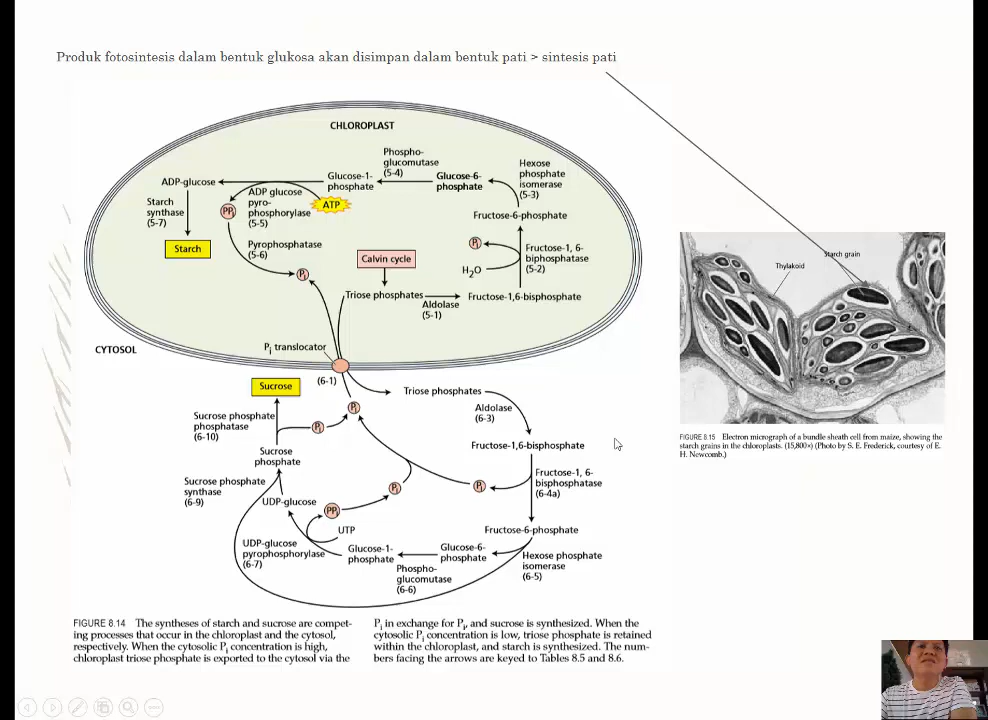 Produk fotosintesis dalam bentuk glukosa akan disimpan dalam bentuk pati > sintesis pati
CHLOROPLAST
Phospho-
glucomutase
(5-4)
Hexose
phosphate
isomerase
(5-3)
ADP-glucose
Glucose-1-
phosphate
Glucose-6-
phosphate
ADP glucose
pyro-
phosphorylase
(5-5)
ATP
Starch
synthase
(5-7)
PPi
Fructose-6-phosphate
Starch
Pyrophosphatase
(5-6)
Pi
Fructose-1, 6-
biphosphatase
(5-2)
Calvin cycle
H2O
Pi
Triose phosphates
Aldolase
(5-1)
Fructose-1,6-bisphosphate
Pi translocator
CYTOSOL
(6-1)
Sucrose
Triose phosphates
Aldolase
(6-3)
Pi
Sucrose phosphate
phosphatase
(6-10)
Pi
Fructose-1,6-bisphosphate
Sucrose
phosphate
Fructose-1, 6-
bisphosphatase
(6-4a)
Sucrose phosphate
synthase
(6-9)
Pi
Pi
UDP-glucose
PPi
UTP
Fructose-6-phosphate
UDP-glucose
pyrophosphorylase
(6-7)
Glucose-1-
phosphate
Glucose-6-
phosphate
Hexose phosphate
isomerase
(6-5)
Phospho-
glucomutase
(6-6)
FIGURE 8.14 The syntheses of starch and sucrose are compet-
ing processes that occur in the chloroplast and the cytosol,
respectively. When the cytosolic Pi concentration is high,
chloroplast triose phosphate is exported to the cytosol via the
Pi in exchange for Pi, and sucrose is synthesized. When the
cytosolic Pi concentration is low, triose phosphate is retained
within the chloroplast, and starch is synthesized. The num-
bers facing the arrows are keyed to Tables 8.5 and 8.6.
Starch grain
Thylakoid
FIGURE 8.15 Electron micrograph of a bundle sheath cell from maize, showing the
starch grains in the chloroplasts. (15,800×) (Photo by S. E. Frederick, courtesy of E.
H. Newcomb.)